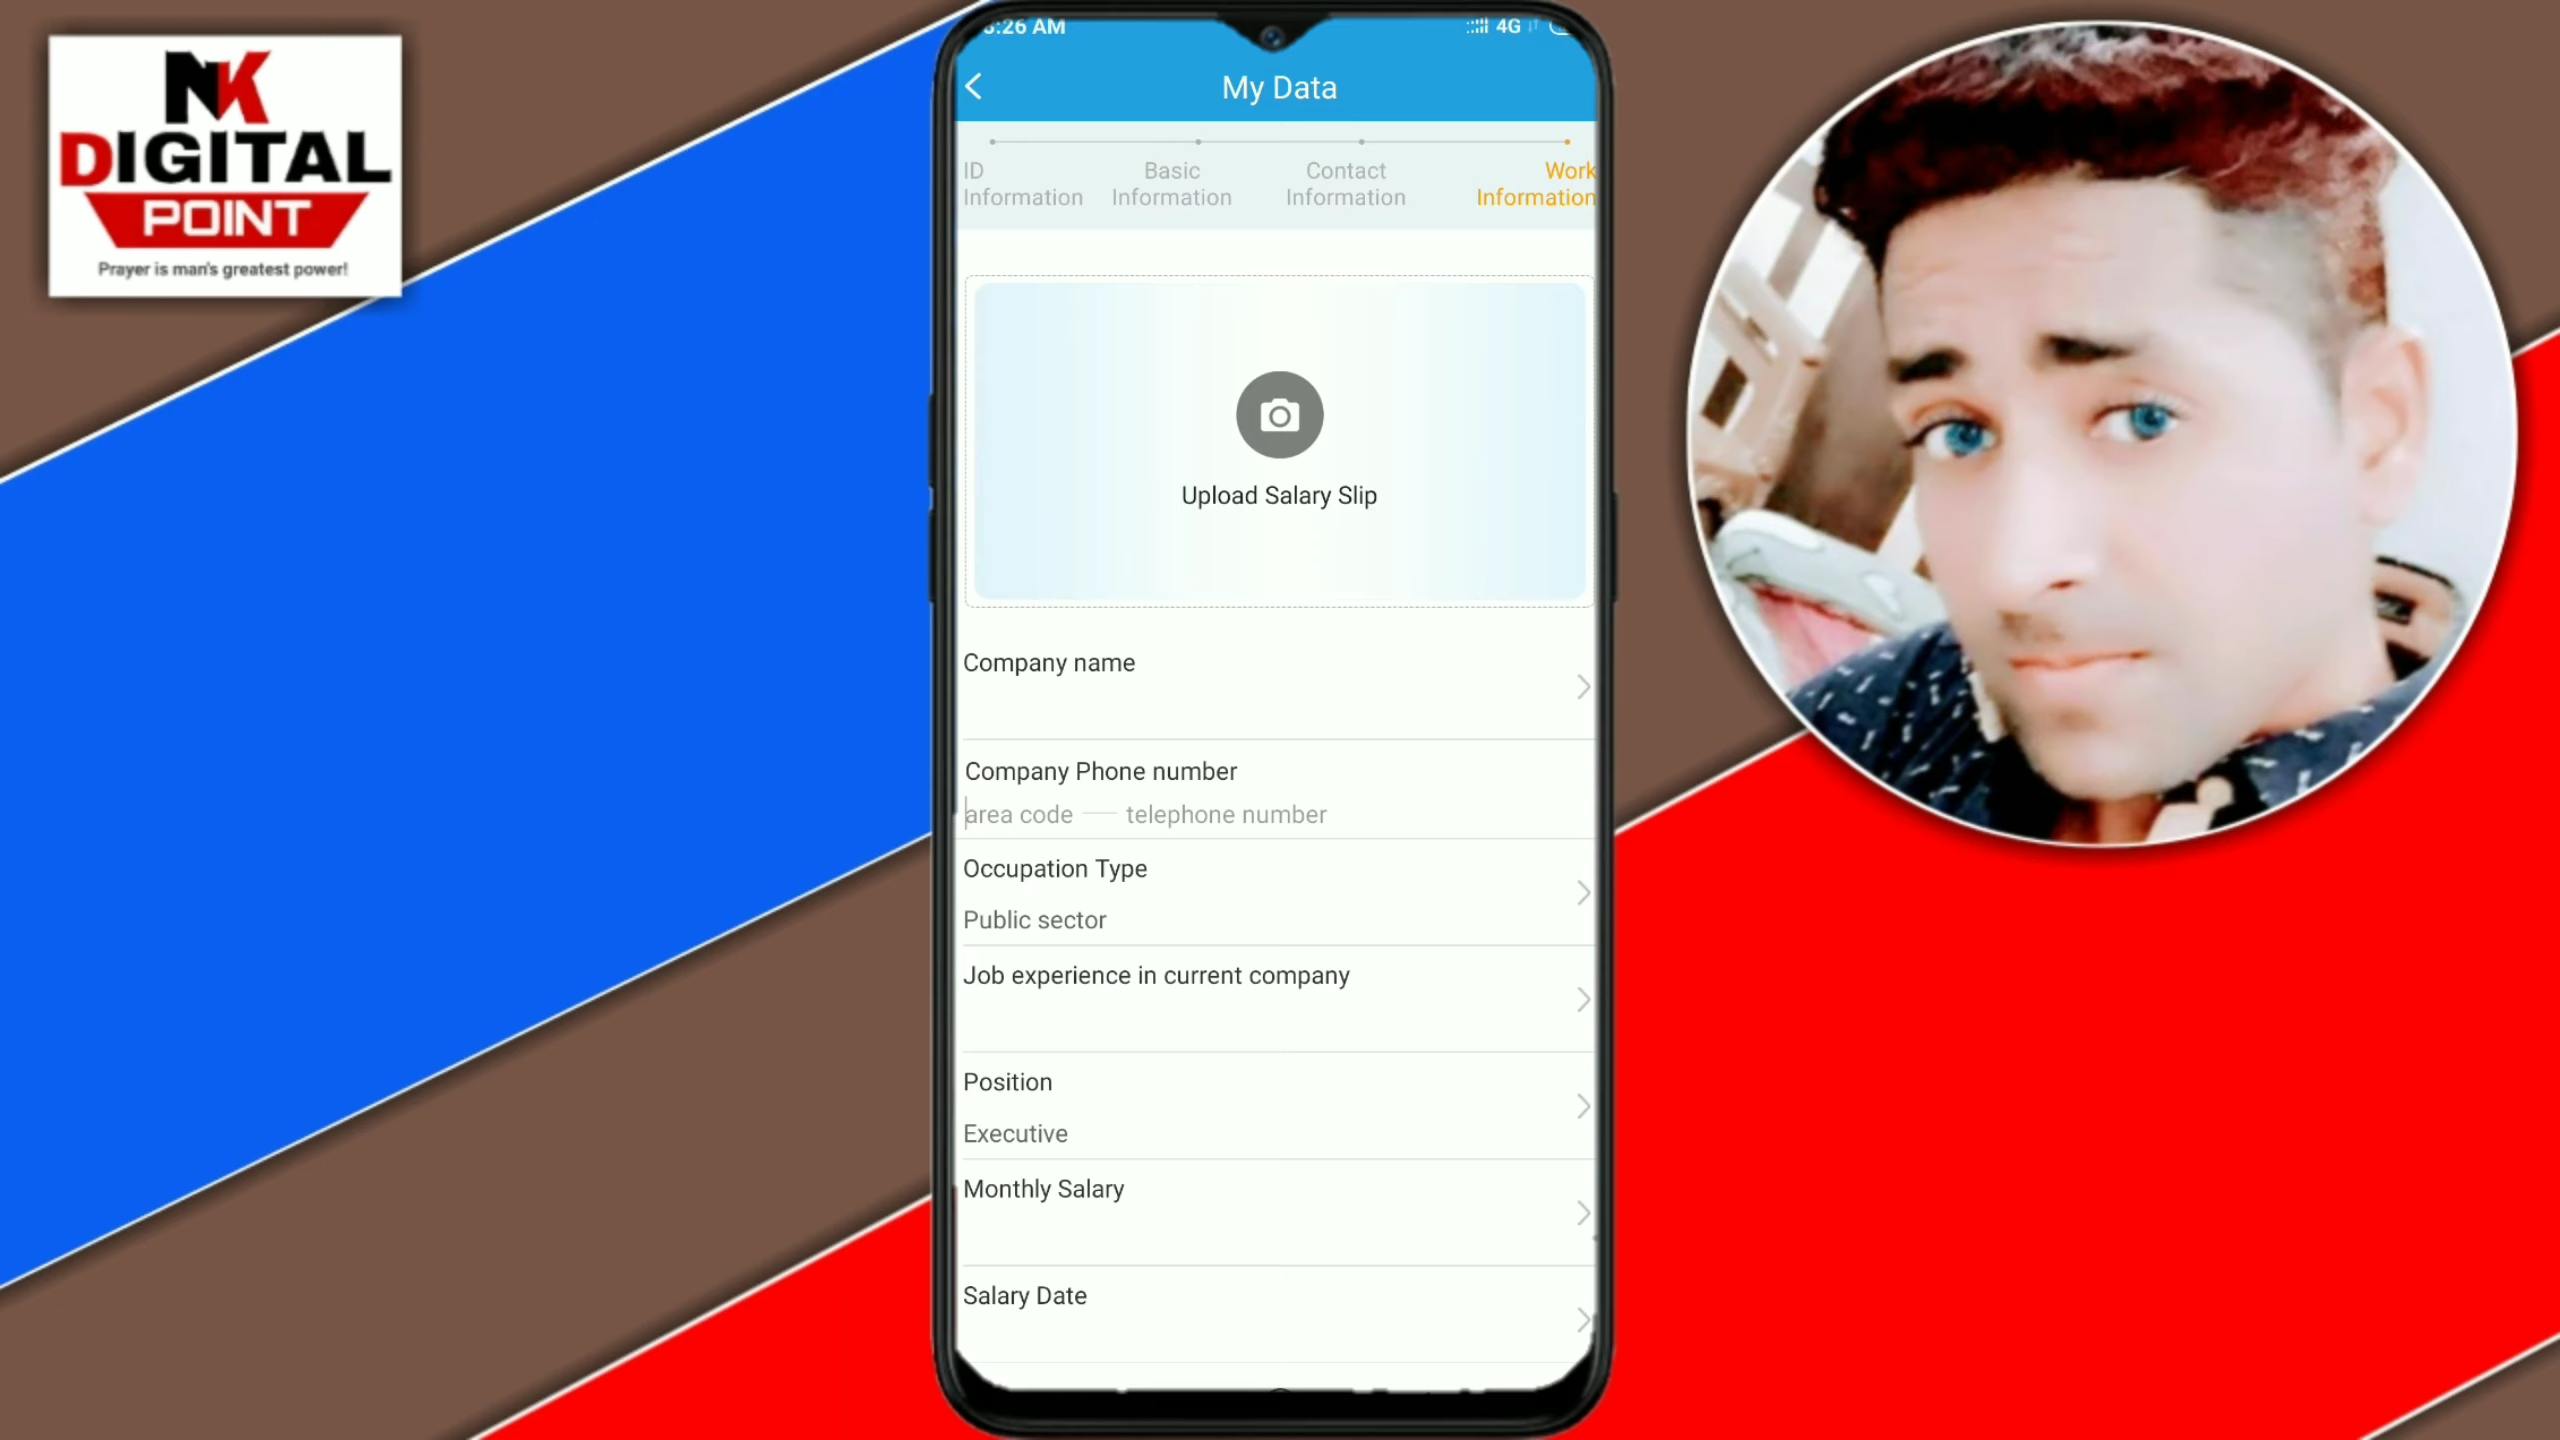 NK
DIGITAL
POINT
Prayer is man's greatest power!
:26 AM
4G
My Data
ID
Information
Basic
Information
Contact
Information
Work
Information
Upload Salary Slip
Company name
Company Phone number
area code — telephone number
Occupation Type
Public sector
Job experience in current company
Position
Executive
Monthly Salary
Salary Date